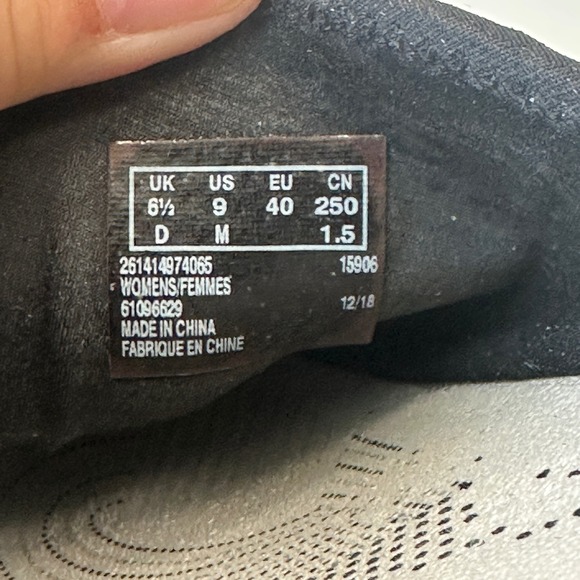 UK US EU CN
6½ 9 40 250
D M 1.5
261414974065 15906
WOMENS/FEMMES
61096629 12/18
MADE IN CHINA
FABRIQUE EN CHINE